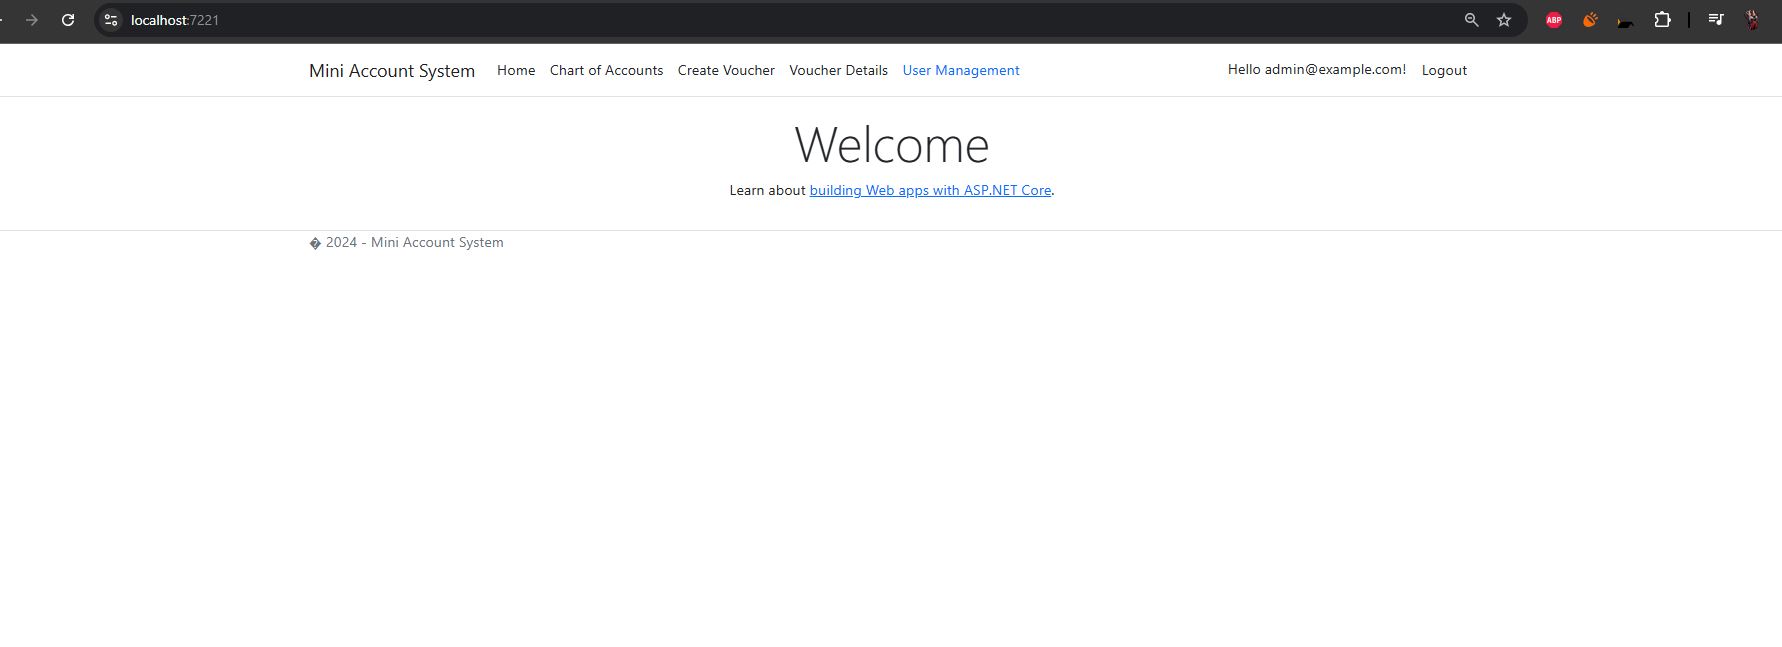 localhost:7221
ABP
Mini Account System Home Chart of Accounts Create Voucher Voucher Details User Management Hello admin@example.com! Logout
Welcome
Learn about building Web apps with ASP.NET Core.
� 2024 - Mini Account System